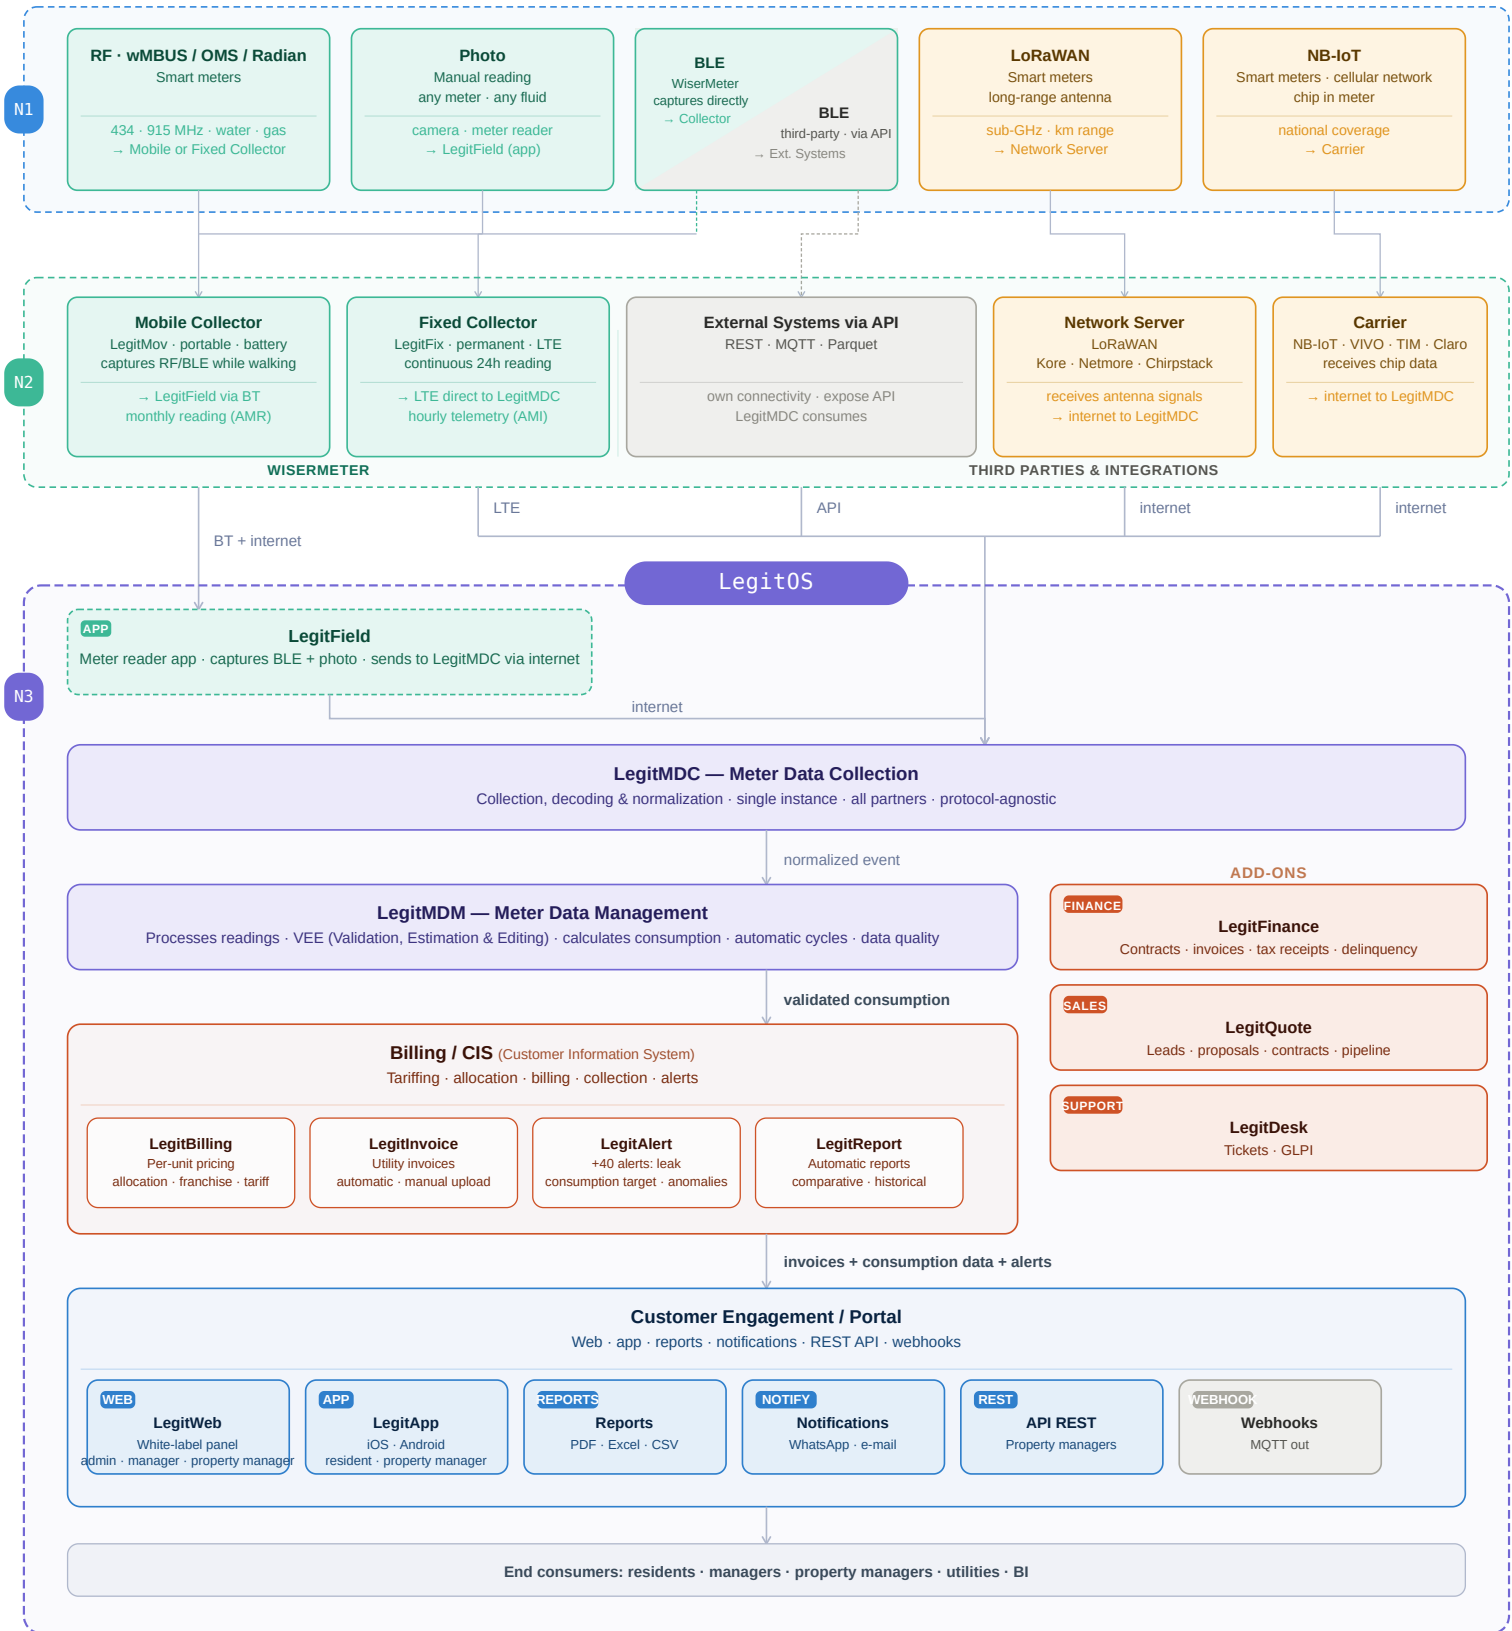 N1
RF · wMBUS / OMS / Radian
Smart meters
434 · 915 MHz · water · gas
→ Mobile or Fixed Collector
Photo
Manual reading
any meter · any fluid
camera · meter reader
→ LegitField (app)
BLE
WiserMeter
captures directly
→ Collector
BLE
third-party · via API
→ Ext. Systems
LoRaWAN
Smart meters
long-range antenna
sub-GHz · km range
→ Network Server
NB-IoT
Smart meters · cellular network
chip in meter
national coverage
→ Carrier
N2
Mobile Collector
LegitMov · portable · battery
captures RF/BLE while walking
→ LegitField via BT
monthly reading (AMR)
Fixed Collector
LegitFix · permanent · LTE
continuous 24h reading
→ LTE direct to LegitMDC
hourly telemetry (AMI)
External Systems via API
REST · MQTT · Parquet
own connectivity · expose API
LegitMDC consumes
Network Server
LoRaWAN
Kore · Netmore · Chirpstack
receives antenna signals
→ internet to LegitMDC
Carrier
NB-IoT · VIVO · TIM · Claro
receives chip data
→ internet to LegitMDC
WISERMETER
THIRD PARTIES & INTEGRATIONS
BT + internet
LTE
API
internet
internet
LegitOS
N3
APP
LegitField
Meter reader app · captures BLE + photo · sends to LegitMDC via internet
internet
LegitMDC — Meter Data Collection
Collection, decoding & normalization · single instance · all partners · protocol-agnostic
normalized event
LegitMDM — Meter Data Management
Processes readings · VEE (Validation, Estimation & Editing) · calculates consumption · automatic cycles · data quality
validated consumption
ADD-ONS
FINANCE
LegitFinance
Contracts · invoices · tax receipts · delinquency
SALES
LegitQuote
Leads · proposals · contracts · pipeline
SUPPORT
LegitDesk
Tickets · GLPI
Billing / CIS (Customer Information System)
Tariffing · allocation · billing · collection · alerts
LegitBilling
Per-unit pricing
allocation · franchise · tariff
LegitInvoice
Utility invoices
automatic · manual upload
LegitAlert
+40 alerts: leak
consumption target · anomalies
LegitReport
Automatic reports
comparative · historical
invoices + consumption data + alerts
Customer Engagement / Portal
Web · app · reports · notifications · REST API · webhooks
WEB
LegitWeb
White-label panel
admin · manager · property manager
APP
LegitApp
iOS · Android
resident · property manager
REPORTS
Reports
PDF · Excel · CSV
NOTIFY
Notifications
WhatsApp · e-mail
REST
API REST
Property managers
WEBHOOK
Webhooks
MQTT out
End consumers: residents · managers · property managers · utilities · BI